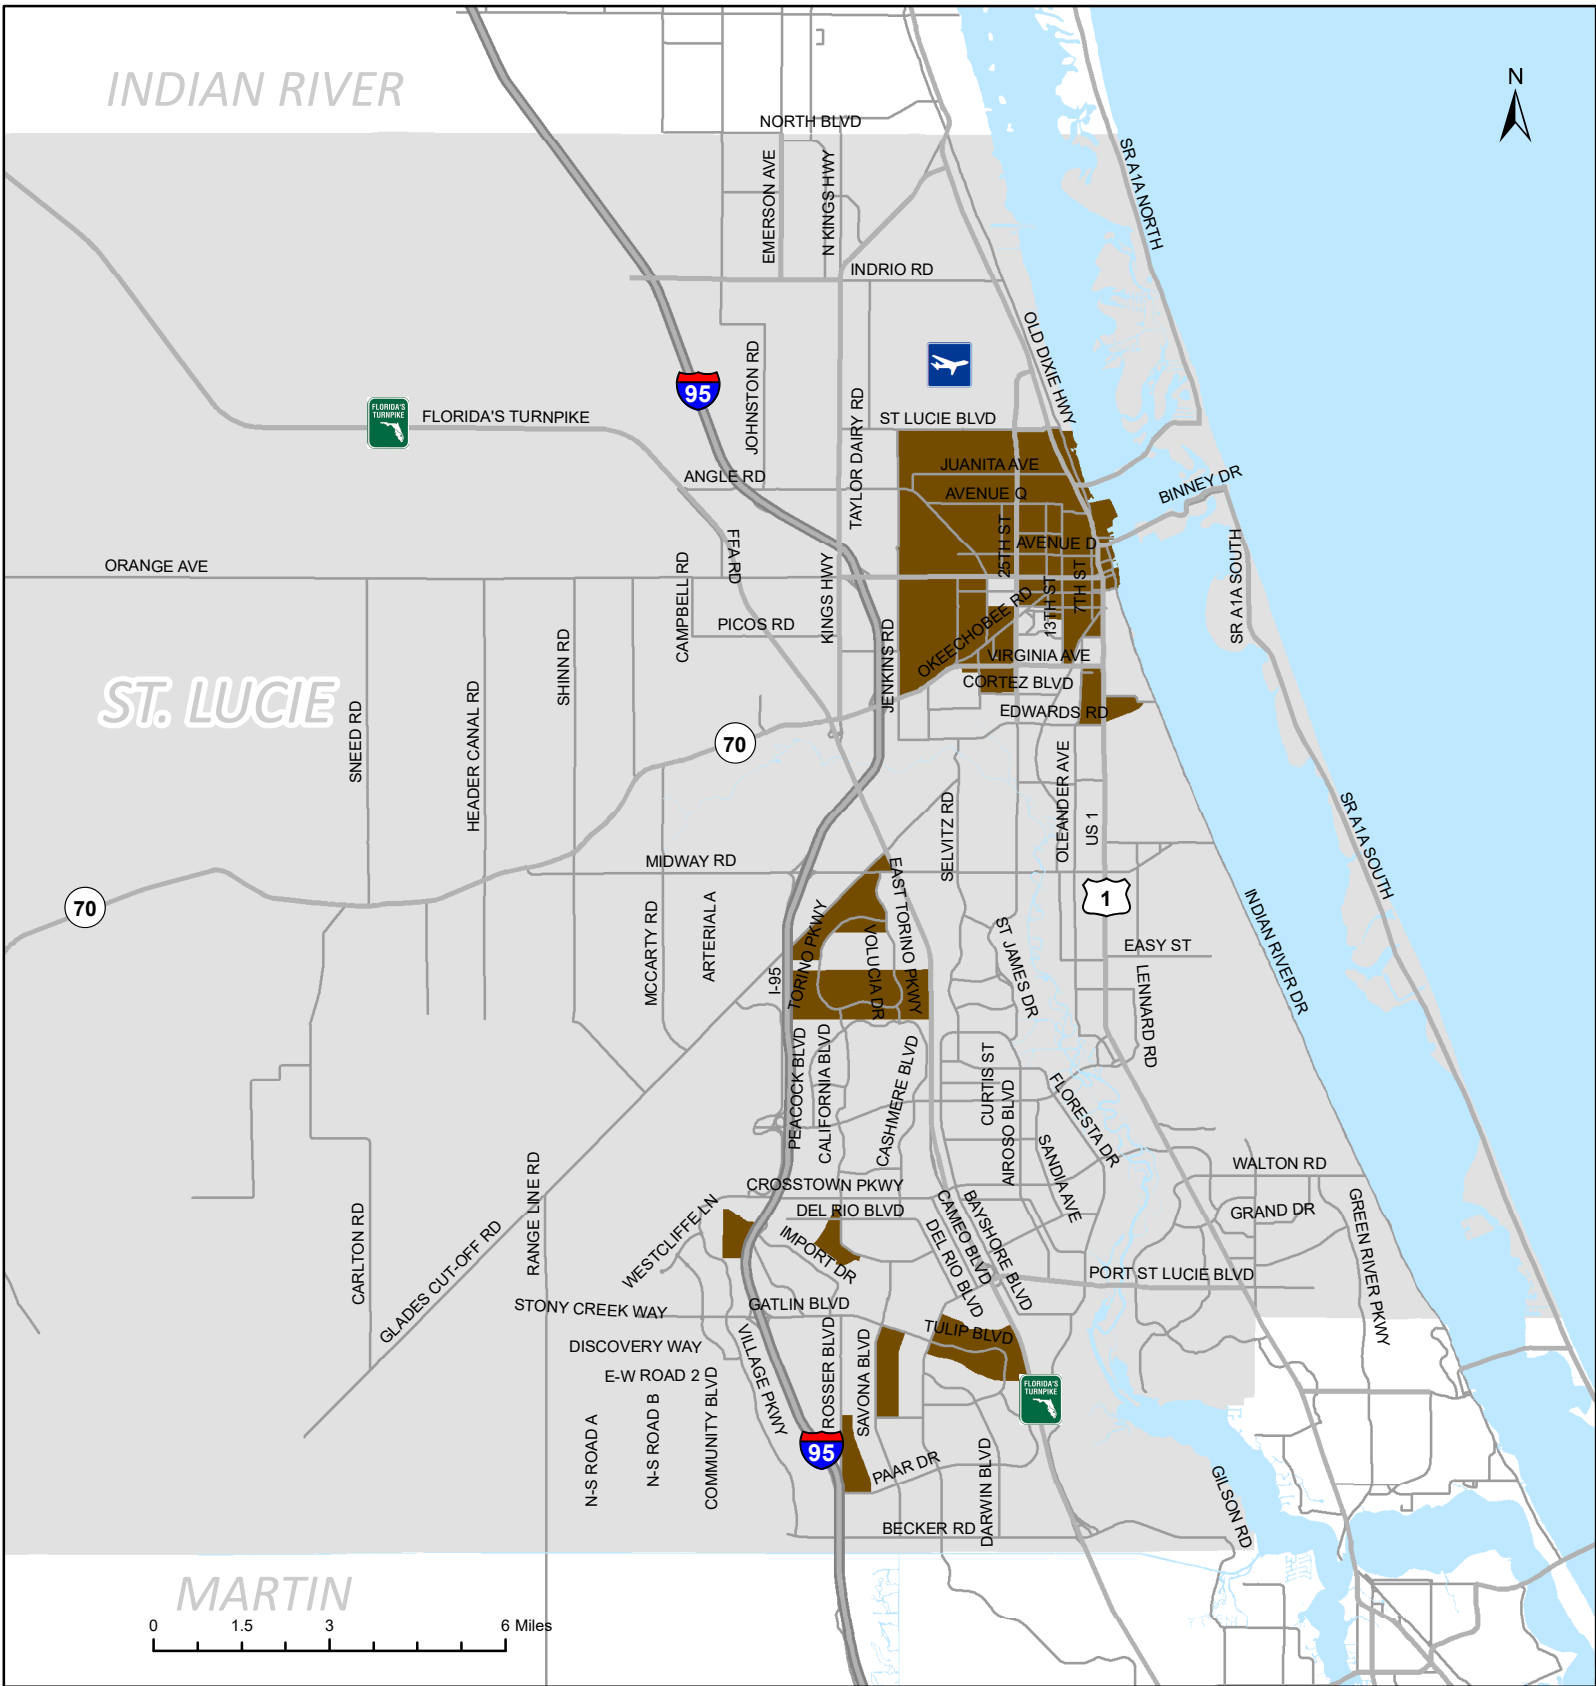 INDIAN RIVER
N
NORTH BLVD
SR A1A NORTH
EMERSON AVE
N KINGS HWY
INDRIO RD
OLD DIXIE HWY
JOHNSTON RD
95
FLORIDA'S
TURNPIKE
FLORIDA'S TURNPIKE
TAYLOR DAIRY RD
ST LUCIE BLVD
JUANITA AVE
ANGLE RD
BINNEY DR
AVENUE Q
25TH ST
AVENUE D
FFA RD
SR A1A SOUTH
ORANGE AVE
CAMPBELL RD
KINGS HWY
13TH ST
7TH ST
PICOS RD
OKEECHOBEE RD
SHINN RD
JENKINS RD
VIRGINIA AVE
ST. LUCIE
HEADER CANAL RD
CORTEZ BLVD
SNEED RD
EDWARDS RD
70
OLEANDER AVE
US 1
SELVITZ RD
SR A1A SOUTH
MIDWAY RD
EAST TORINO PKWY
70
1
MCCARTY RD
ARTERIAL A
TORINO PKWY
VOLUCIA DR
ST JAMES DR
EASY ST
INDIAN RIVER DR
I-95
LENNARD RD
PEACOCK BLVD
CALIFORNIA BLVD
CASHMERE BLVD
CURTIS ST
AIROSO BLVD
FLORESTA DR
SANDIA AVE
WALTON RD
RANGE LINE RD
CROSSTOWN PKWY
WESTCLIFFE LN
DEL RIO BLVD
CAMEO BLVD
BAYSHORE BLVD
GRAND DR
GREEN RIVER PKWY
CARLTON RD
GLADES CUT-OFF RD
IMPORT DR
DEL RIO BLVD
PORT ST LUCIE BLVD
STONY CREEK WAY
GATLIN BLVD
TULIP BLVD
DISCOVERY WAY
VILLAGE PKWY
ROSSER BLVD
SAVONA BLVD
E-W ROAD 2
FLORIDA'S
TURNPIKE
N-S ROAD A
N-S ROAD B
COMMUNITY BLVD
95
PAAR DR
DARWIN BLVD
GILSON RD
BECKER RD
MARTIN
0 1.5 3 6 Miles